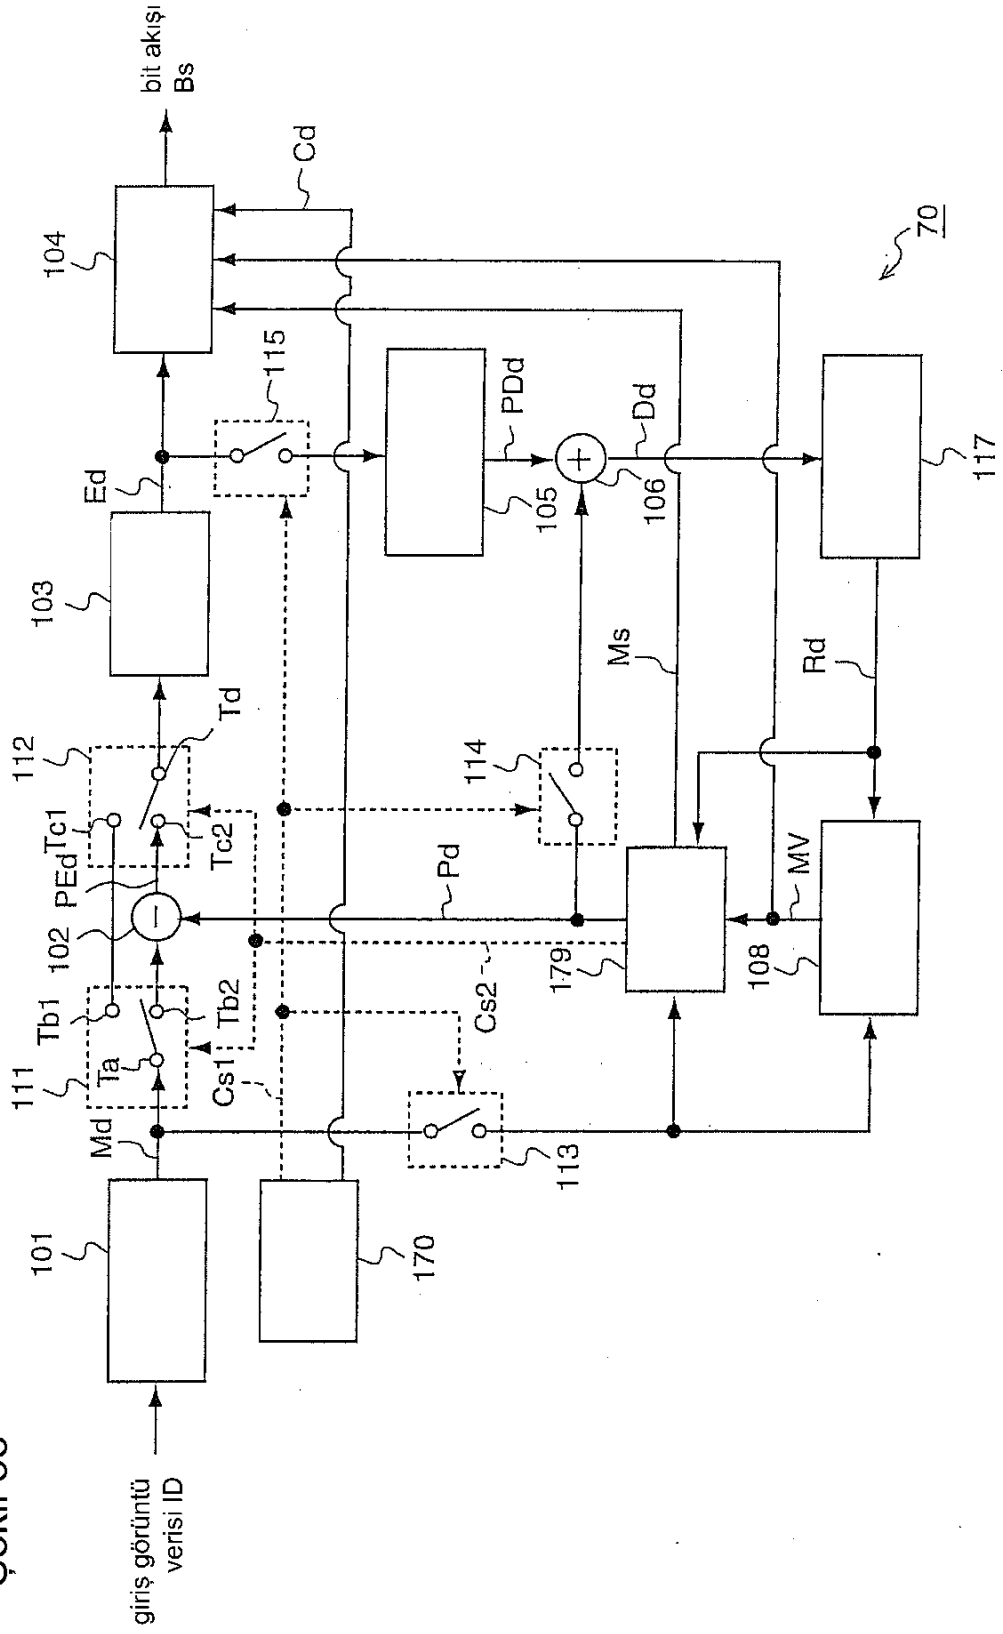 giriş görüntü
verisi ID
101
Md
111
Ta
Tb1
Tb2
102
PEd
Tc1
Tc2
112
Td
103
Ed
104
bit akışı
Bs
Cd
115
170
Cs1
113
Cs2
Pd
114
105
PDd
106
Dd
Ms
179
108
MV
Rd
117
70